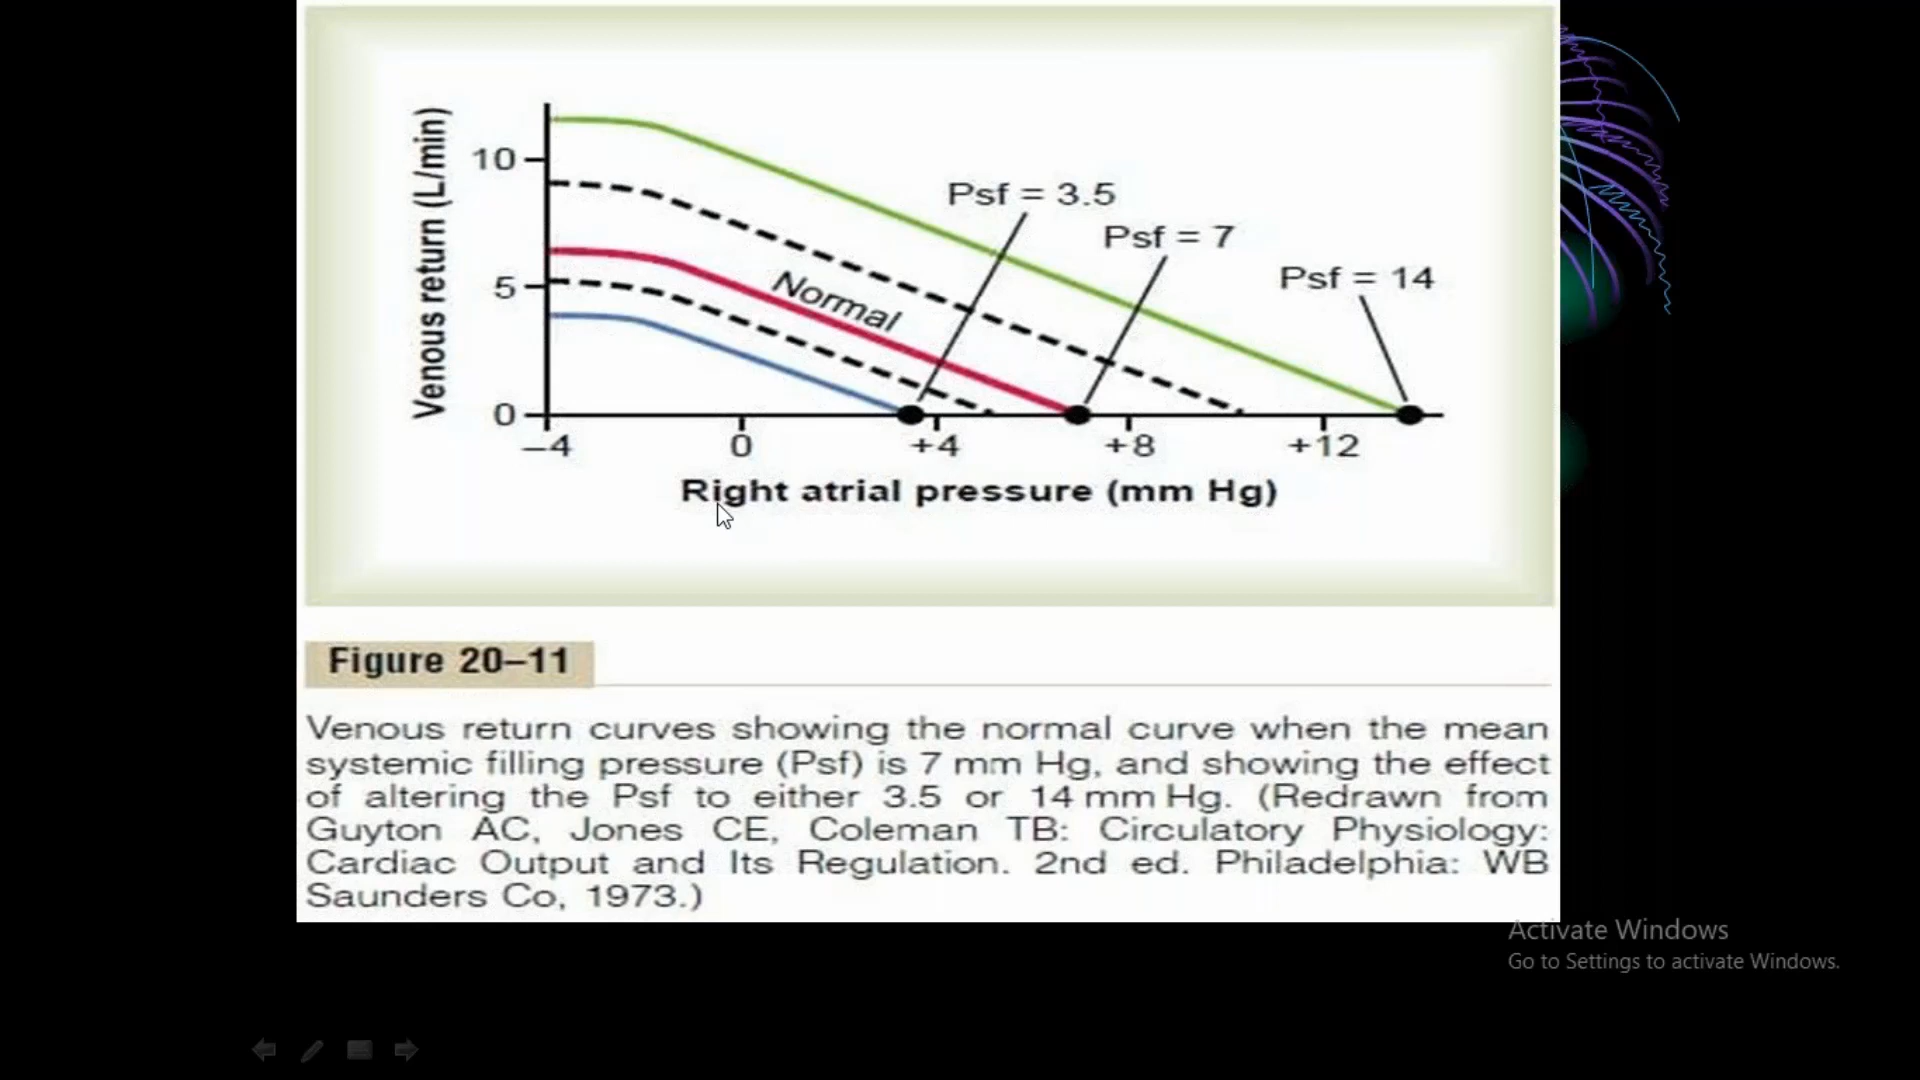 Venous return (L/min)
10
5
0
Psf = 3.5
Psf = 7
Psf = 14
Normal
–4 0 +4 +8 +12
Right atrial pressure (mm Hg)
Figure 20–11
Venous return curves showing the normal curve when the mean
systemic filling pressure (Psf) is 7 mm Hg, and showing the effect
of altering the Psf to either 3.5 or 14 mm Hg. (Redrawn from
Guyton AC, Jones CE, Coleman TB: Circulatory Physiology:
Cardiac Output and Its Regulation. 2nd ed. Philadelphia: WB
Saunders Co, 1973.)
Activate Windows
Go to Settings to activate Windows.